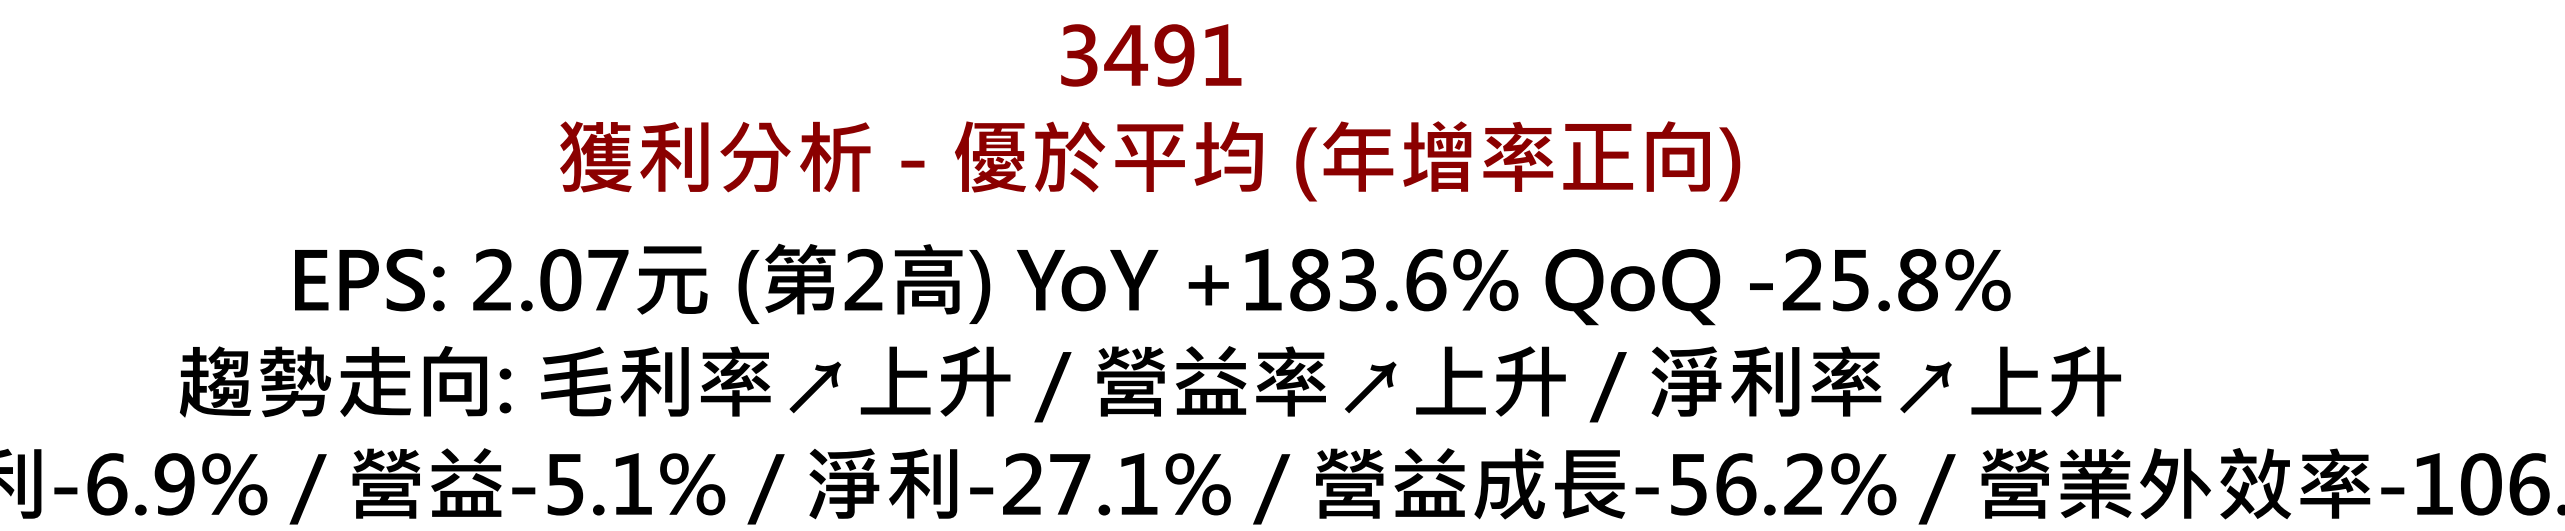 3491
獲利分析 - 優於平均 (年增率正向)
EPS: 2.07元 (第2高) YoY +183.6% QoQ -25.8%
趨勢走向: 毛利率↗上升 / 營益率↗上升 / 淨利率↗上升
利-6.9% / 營益-5.1% / 淨利-27.1% / 營益成長-56.2% / 營業外效率-106.